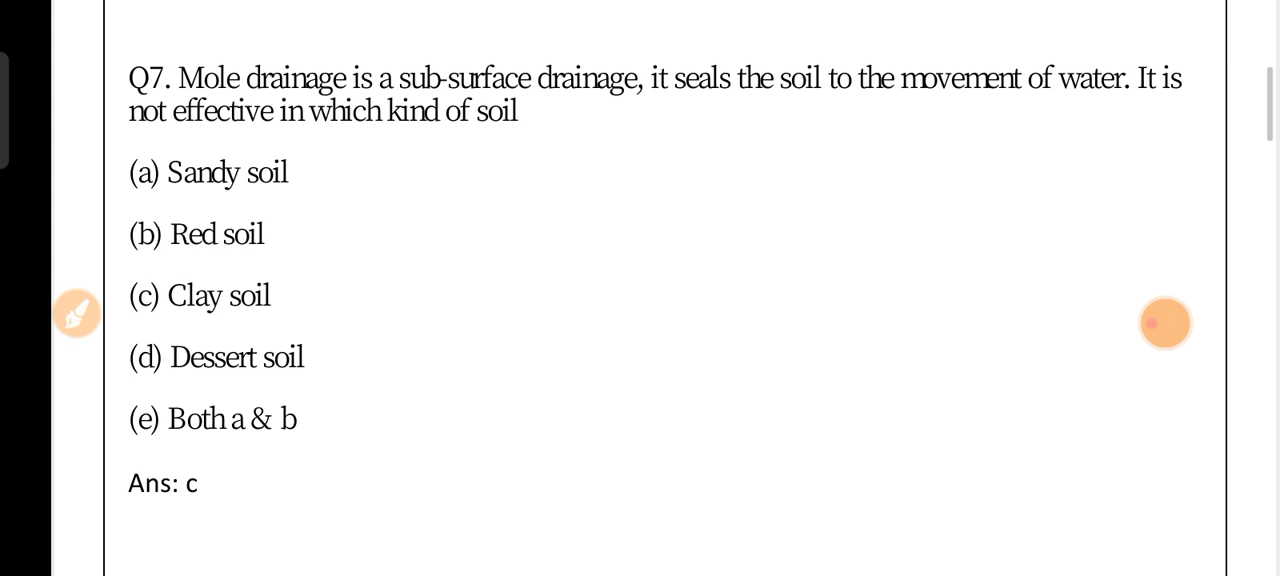 Q7. Mole drainage is a sub-surface drainage, it seals the soil to the movement of water. It is
not effective in which kind of soil
(a) Sandy soil
(b) Red soil
(c) Clay soil
(d) Dessert soil
(e) Both a & b
Ans: c